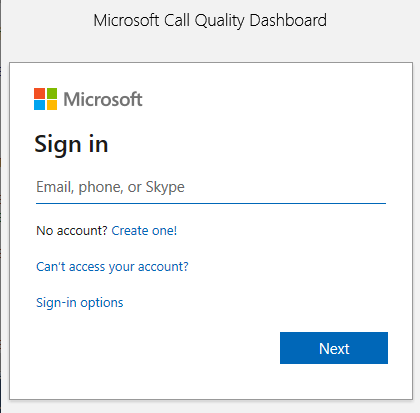 Microsoft Call Quality Dashboard
Microsoft
Sign in
Email, phone, or Skype
No account? Create one!
Can't access your account?
Sign-in options
Next